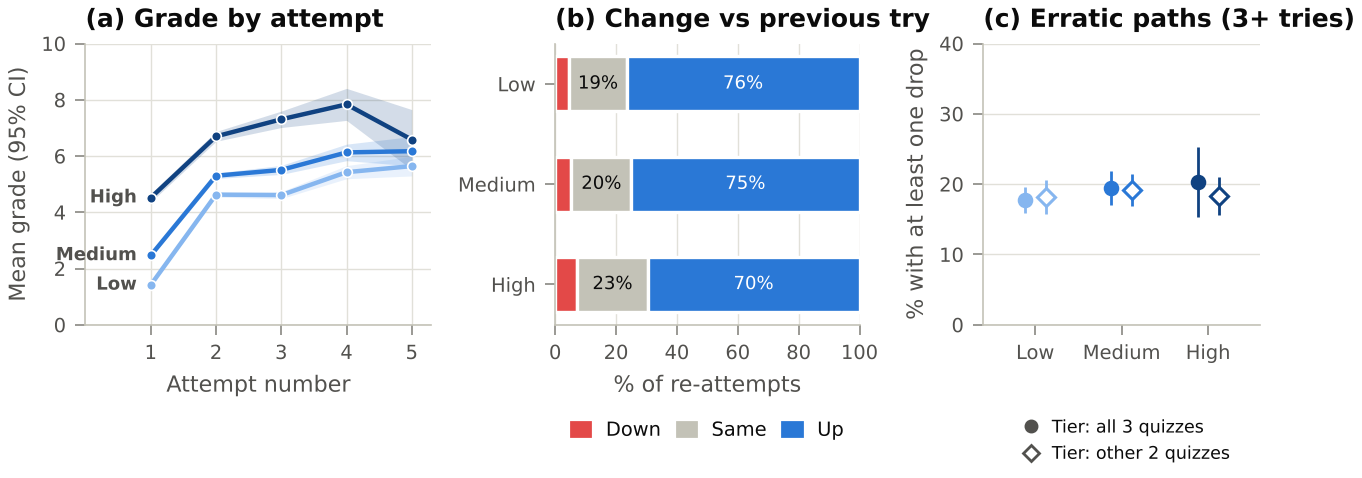 (a) Grade by attempt
Mean grade (95% CI)
10
8
6
4
2
0
High
Medium
Low
1 2 3 4 5
Attempt number
(b) Change vs previous try
Low
19%
76%
Medium
20%
75%
High
23%
70%
0 20 40 60 80 100
% of re-attempts
Down Same Up
(c) Erratic paths (3+ tries)
% with at least one drop
40
30
20
10
0
Low Medium High
Tier: all 3 quizzes
Tier: other 2 quizzes